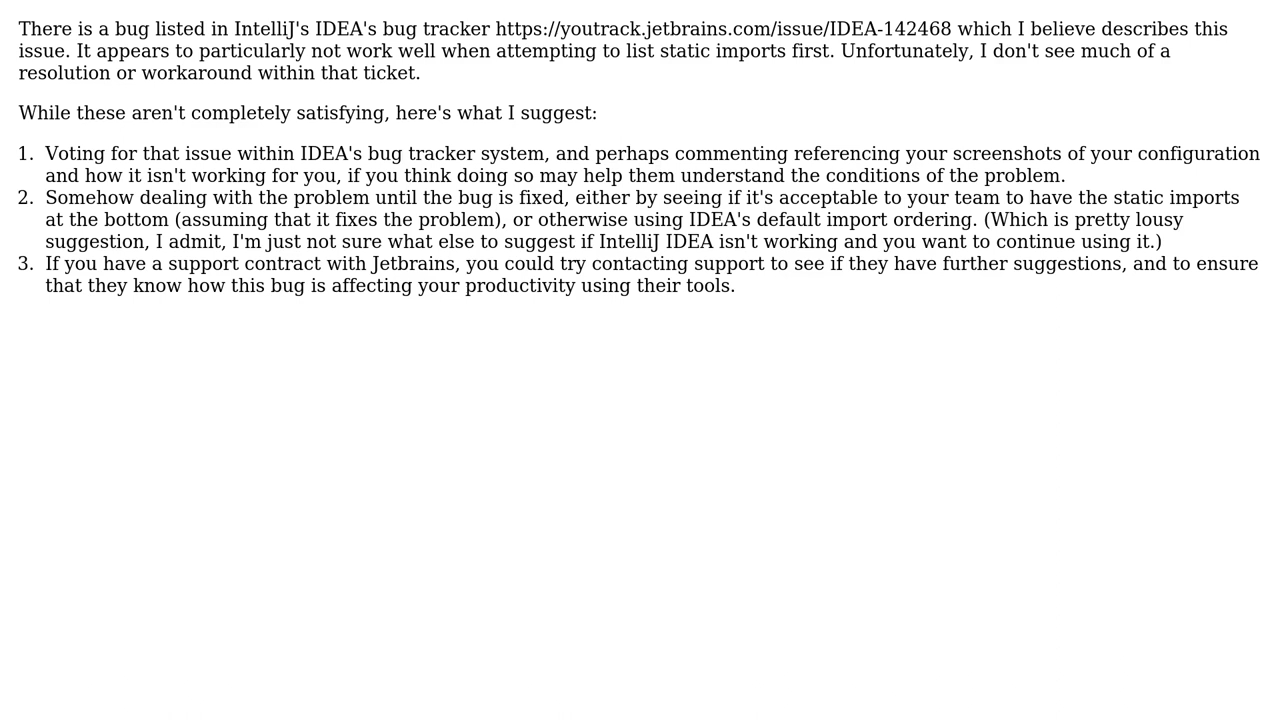 There is a bug listed in IntelliJ's IDEA's bug tracker https://youtrack.jetbrains.com/issue/IDEA-142468 which I believe describes this
issue. It appears to particularly not work well when attempting to list static imports first. Unfortunately, I don't see much of a
resolution or workaround within that ticket.
While these aren't completely satisfying, here's what I suggest:
1. Voting for that issue within IDEA's bug tracker system, and perhaps commenting referencing your screenshots of your configuration
and how it isn't working for you, if you think doing so may help them understand the conditions of the problem.
2. Somehow dealing with the problem until the bug is fixed, either by seeing if it's acceptable to your team to have the static imports
at the bottom (assuming that it fixes the problem), or otherwise using IDEA's default import ordering. (Which is pretty lousy
suggestion, I admit, I'm just not sure what else to suggest if IntelliJ IDEA isn't working and you want to continue using it.)
3. If you have a support contract with Jetbrains, you could try contacting support to see if they have further suggestions, and to ensure
that they know how this bug is affecting your productivity using their tools.